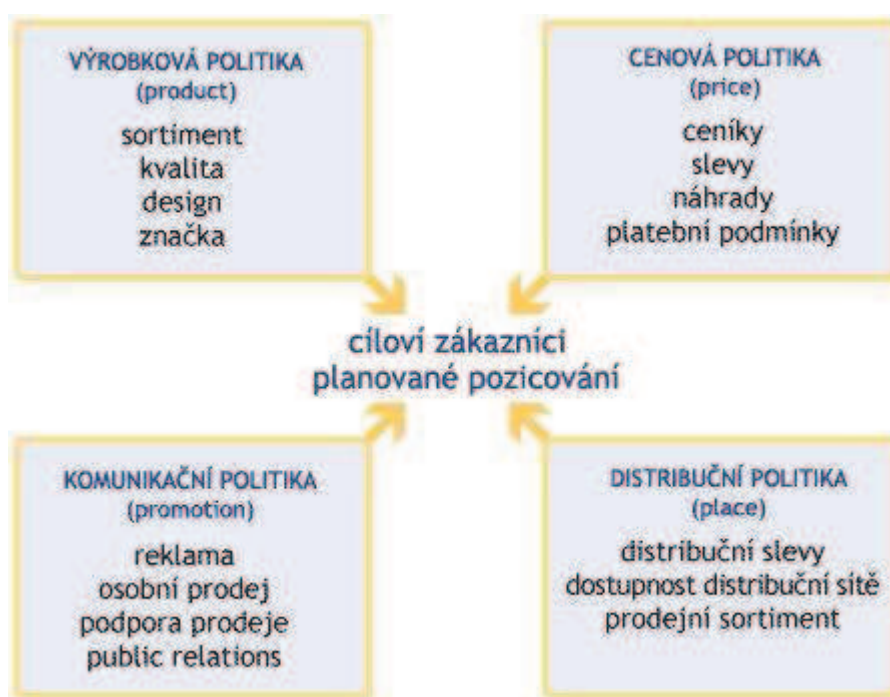 VÝROBKOVÁ POLITIKA
(product)
sortiment
kvalita
design
značka
CENOVÁ POLITIKA
(price)
ceníky
slevy
náhrady
platební podmínky
cíloví zákazníci
planované pozicování
KOMUNIKAČNÍ POLITIKA
(promotion)
reklama
osobní prodej
podpora prodeje
public relations
DISTRIBUČNÍ POLITIKA
(place)
distribuční slevy
dostupnost distribuční sítě
prodejní sortiment